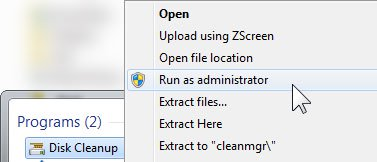 Open
Upload using ZScreen
Open file location
Run as administrator
Extract files...
Extract Here
Extract to "cleanmgr\"
Programs (2)
Disk Cleanup